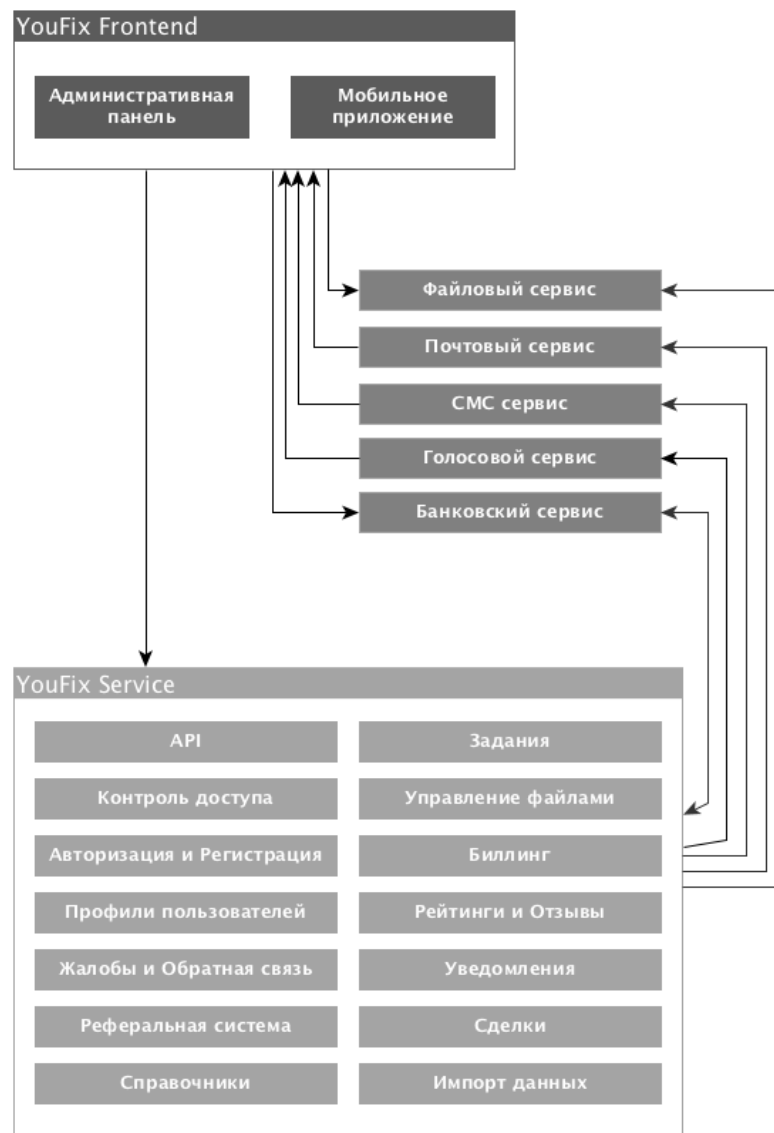 YouFix Frontend
Административная
панель
Мобильное
приложение
Файловый сервис
Почтовый сервис
СМС сервис
Голосовой сервис
Банковский сервис
YouFix Service
API
Задания
Контроль доступа
Управление файлами
Авторизация и Регистрация
Биллинг
Профили пользователей
Рейтинги и Отзывы
Жалобы и Обратная связь
Уведомления
Реферальная система
Сделки
Справочники
Импорт данных